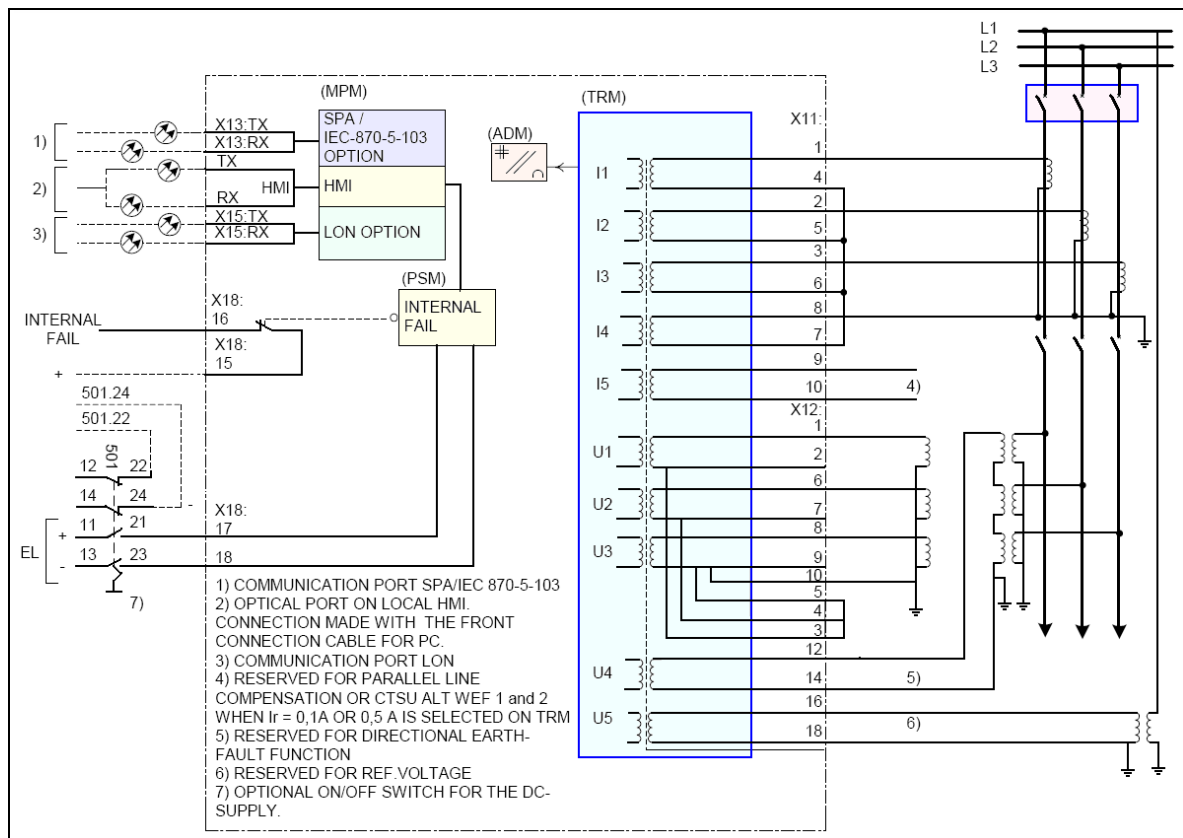 L1
L2
L3
(MPM)
(TRM)
(ADM)
X11:
1)
X13:TX
X13:RX
SPA /
IEC-870-5-103
OPTION
2)
TX
HMI
HMI
RX
3)
X15:TX
X15:RX
LON OPTION
I1
1
4
I2
2
5
I3
3
6
I4
8
7
I5
9
10
4)
(PSM)
INTERNAL
FAIL
X18:
16
INTERNAL
FAIL
X18:
15
+
501.24
501.22
501
12
22
14
24
-
11
21
13
23
EL
+
-
7)
X18:
17
18
X12:
U1
1
2
U2
6
7
U3
8
9
10
5
4
3
U4
12
14
5)
U5
16
18
6)
1) COMMUNICATION PORT SPA/IEC 870-5-103
2) OPTICAL PORT ON LOCAL HMI.
CONNECTION MADE WITH THE FRONT
CONNECTION CABLE FOR PC.
3) COMMUNICATION PORT LON
4) RESERVED FOR PARALLEL LINE
COMPENSATION OR CTSU ALT WEF 1 and 2
WHEN Ir = 0,1A OR 0,5 A IS SELECTED ON TRM
5) RESERVED FOR DIRECTIONAL EARTH-
FAULT FUNCTION
6) RESERVED FOR REF.VOLTAGE
7) OPTIONAL ON/OFF SWITCH FOR THE DC-
SUPPLY.